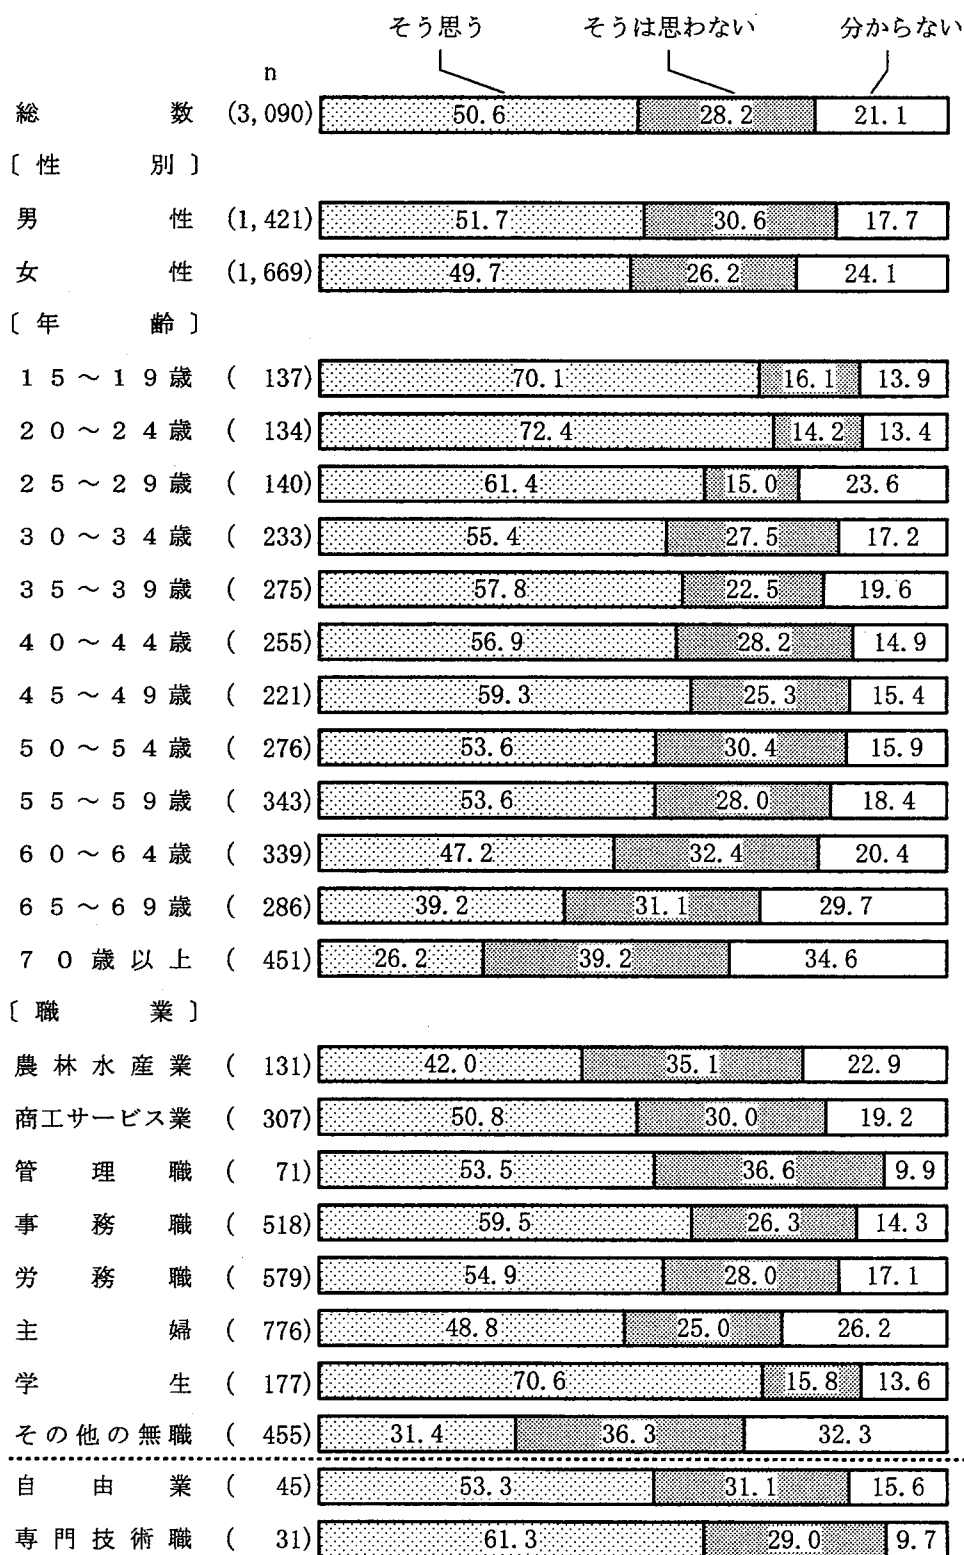 そう思う そうは思わない 分からない
n
総数 (3,090) 50.6 28.2 21.1
〔性別〕
男性 (1,421) 51.7 30.6 17.7
女性 (1,669) 49.7 26.2 24.1
〔年齢〕
15~19歳 ( 137) 70.1 16.1 13.9
20~24歳 ( 134) 72.4 14.2 13.4
25~29歳 ( 140) 61.4 15.0 23.6
30~34歳 ( 233) 55.4 27.5 17.2
35~39歳 ( 275) 57.8 22.5 19.6
40~44歳 ( 255) 56.9 28.2 14.9
45~49歳 ( 221) 59.3 25.3 15.4
50~54歳 ( 276) 53.6 30.4 15.9
55~59歳 ( 343) 53.6 28.0 18.4
60~64歳 ( 339) 47.2 32.4 20.4
65~69歳 ( 286) 39.2 31.1 29.7
70歳以上 ( 451) 26.2 39.2 34.6
〔職業〕
農林水産業 ( 131) 42.0 35.1 22.9
商工サービス業 ( 307) 50.8 30.0 19.2
管理職 ( 71) 53.5 36.6 9.9
事務職 ( 518) 59.5 26.3 14.3
労務職 ( 579) 54.9 28.0 17.1
主婦 ( 776) 48.8 25.0 26.2
学生 ( 177) 70.6 15.8 13.6
その他の無職 ( 455) 31.4 36.3 32.3
自由業 ( 45) 53.3 31.1 15.6
専門技術職 ( 31) 61.3 29.0 9.7